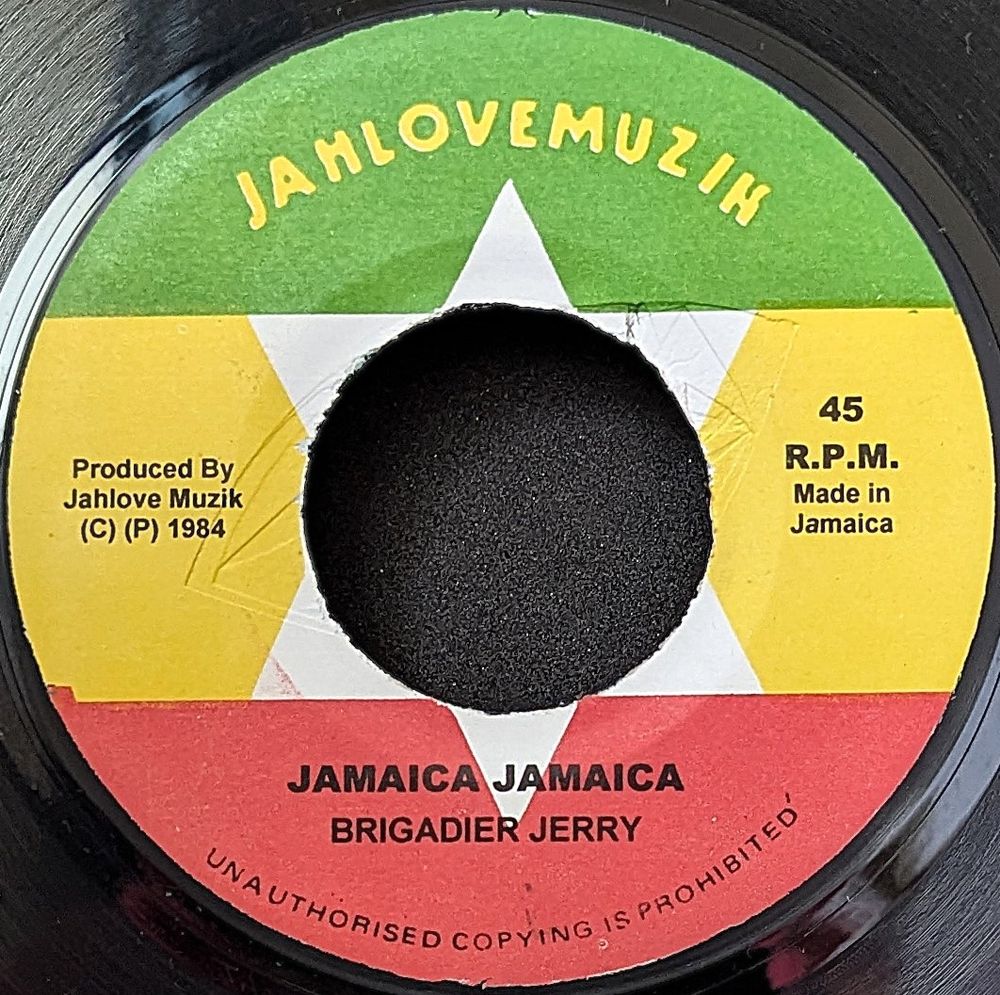 JAHLOVEMUZIK
Produced By
Jahlove Muzik
(C) (P) 1984
45
R.P.M.
Made in
Jamaica
JAMAICA JAMAICA
BRIGADIER JERRY
UNAUTHORISED COPYING IS PROHIBITED